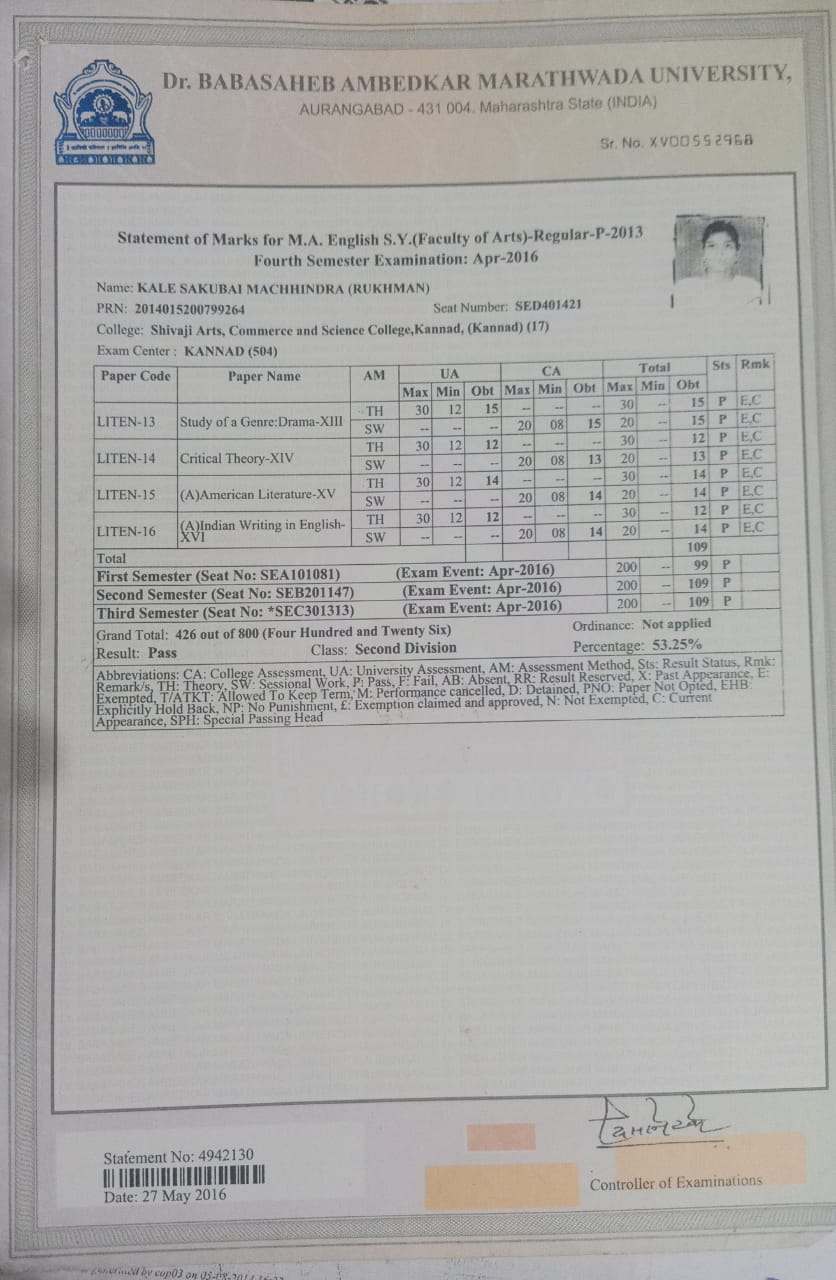 Dr. BABASAHEB AMBEDKAR MARATHWADA UNIVERSITY,
AURANGABAD - 431 004. Maharashtra State (INDIA)
Sr. No. XV00552968
Statement of Marks for M.A. English S.Y.(Faculty of Arts)-Regular-P-2013
Fourth Semester Examination: Apr-2016
Name: KALE SAKUBAI MACHHINDRA (RUKHMAN)
PRN: 2014015200799264 Seat Number: SED401421
College: Shivaji Arts, Commerce and Science College,Kannad, (Kannad) (17)
Exam Center : KANNAD (504)
Paper Code Paper Name AM UA CA Total Sts Rmk
Max Min Obt Max Min Obt Max Min Obt
LITEN-13 Study of a Genre:Drama-XIII TH 30 12 15 -- -- -- 30 -- 15 P E,C
SW -- -- -- 20 08 15 20 -- 15 P E,C
LITEN-14 Critical Theory-XIV TH 30 12 12 -- -- -- 30 -- 12 P E,C
SW -- -- -- 20 08 13 20 -- 13 P E,C
LITEN-15 (A)American Literature-XV TH 30 12 14 -- -- -- 30 -- 14 P E,C
SW -- -- -- 20 08 14 20 -- 14 P E,C
LITEN-16 (A)Indian Writing in English-XVI TH 30 12 12 -- -- -- 30 -- 12 P E,C
SW -- -- -- 20 08 14 20 -- 14 P E,C
Total 109
First Semester (Seat No: SEA101081) (Exam Event: Apr-2016) 200 -- 99 P
Second Semester (Seat No: SEB201147) (Exam Event: Apr-2016) 200 -- 109 P
Third Semester (Seat No: *SEC301313) (Exam Event: Apr-2016) 200 -- 109 P
Grand Total: 426 out of 800 (Four Hundred and Twenty Six) Ordinance: Not applied
Result: Pass Class: Second Division Percentage: 53.25%
Abbreviations: CA: College Assessment, UA: University Assessment, AM: Assessment Method, Sts: Result Status, Rmk:
Remark/s, TH: Theory, SW: Sessional Work, P: Pass, F: Fail, AB: Absent, RR: Result Reserved, X: Past Appearance, E:
Exempted, T/ATKT: Allowed To Keep Term, M: Performance cancelled, D: Detained, PNO: Paper Not Opted, EHB:
Explicitly Hold Back, NP: No Punishment, £: Exemption claimed and approved, N: Not Exempted, C: Current
Appearance, SPH: Special Passing Head
Statement No: 4942130
Date: 27 May 2016
Controller of Examinations
by eup03 on 05-08-2014